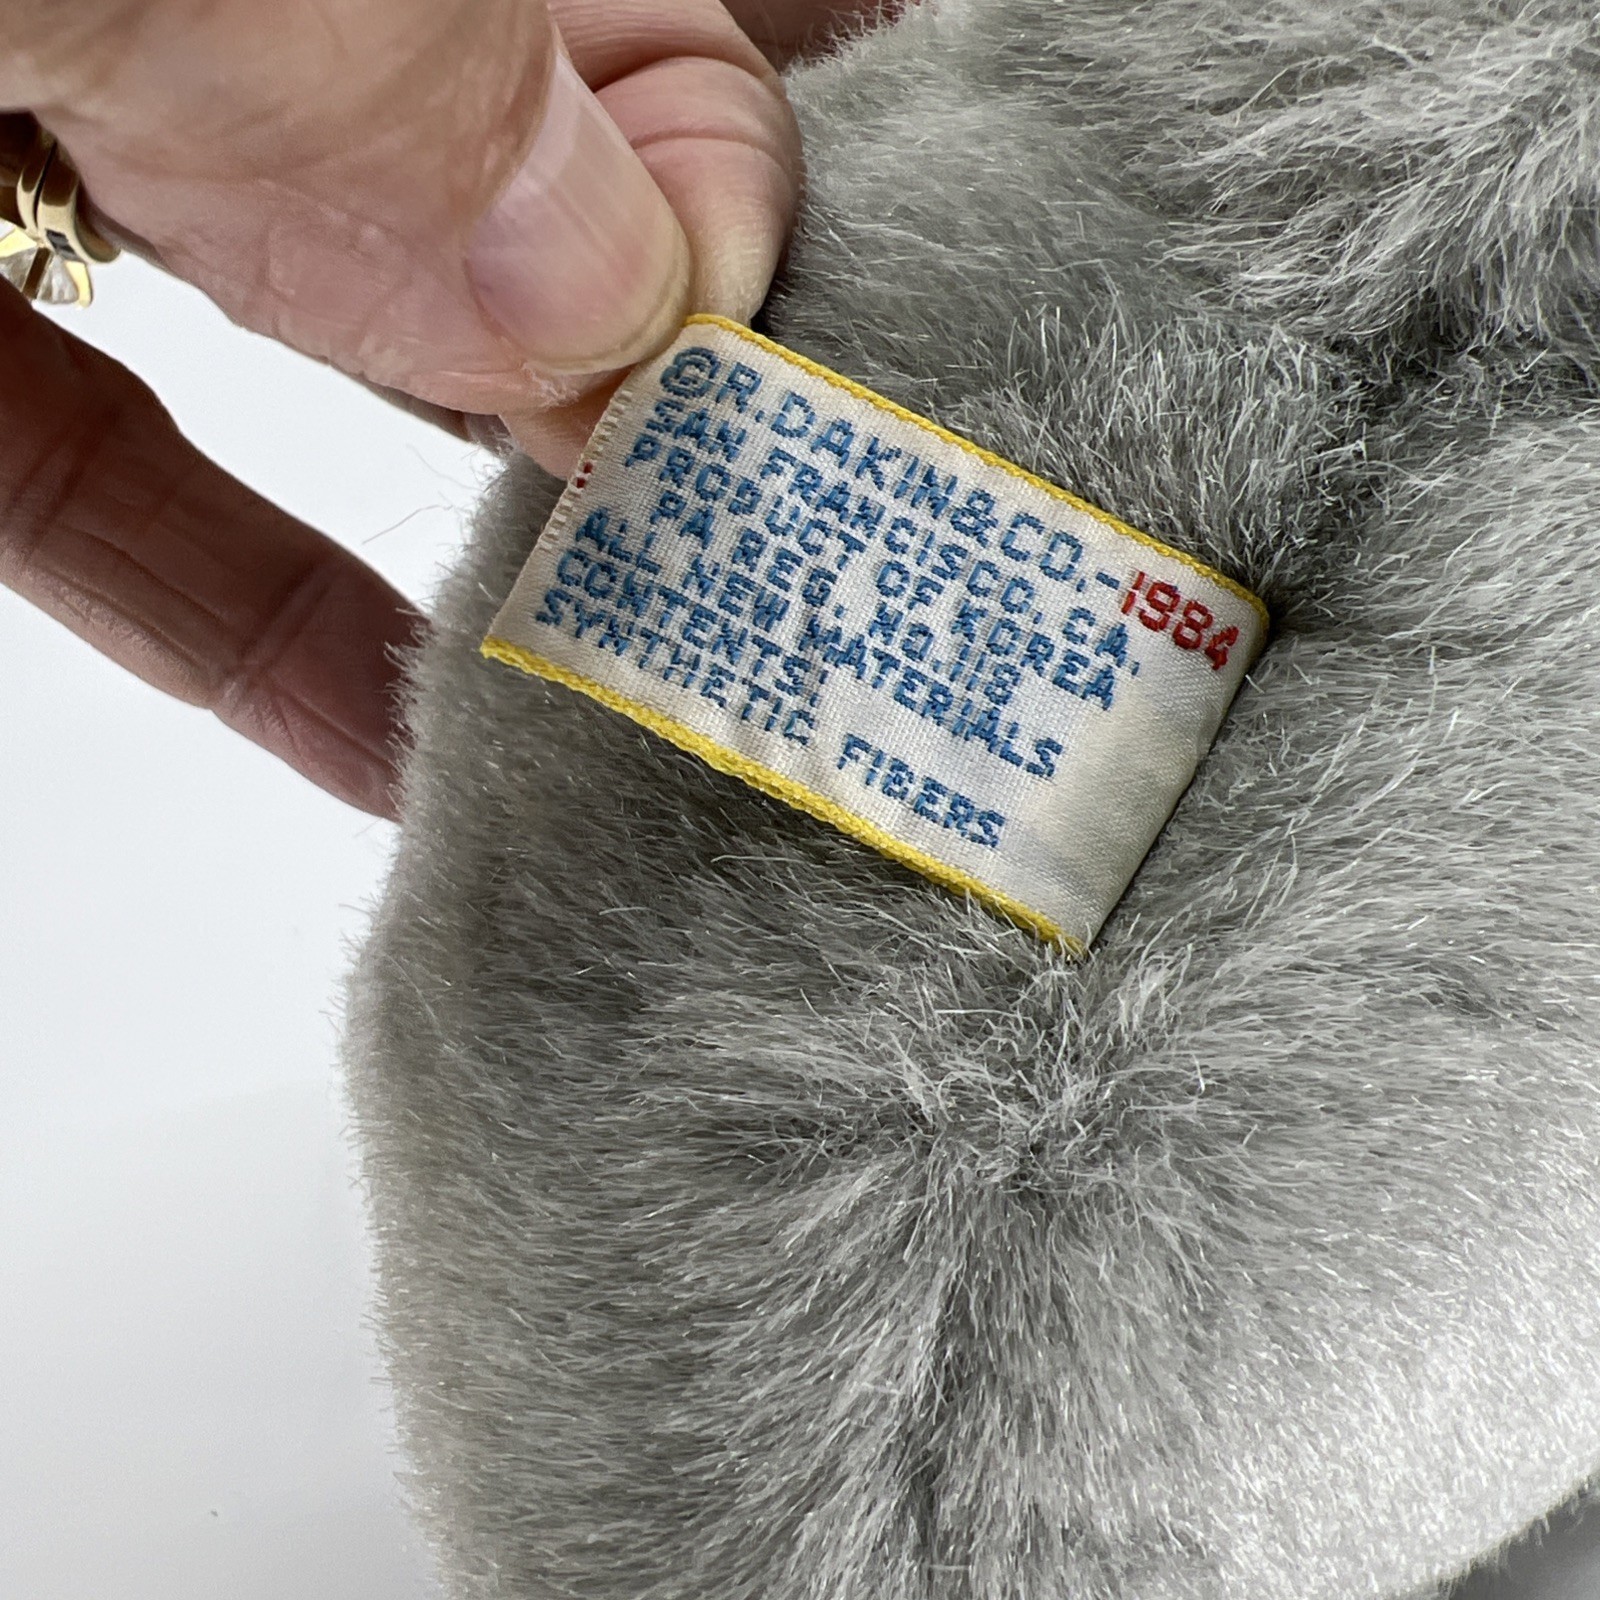 ©R.DAKIN&CO.-1984
SAN FRANCISCO, CA.
PRODUCT OF KOREA
PA REG. NO.118
ALL NEW MATERIALS
CONTENTS:
SYNTHETIC FIBERS